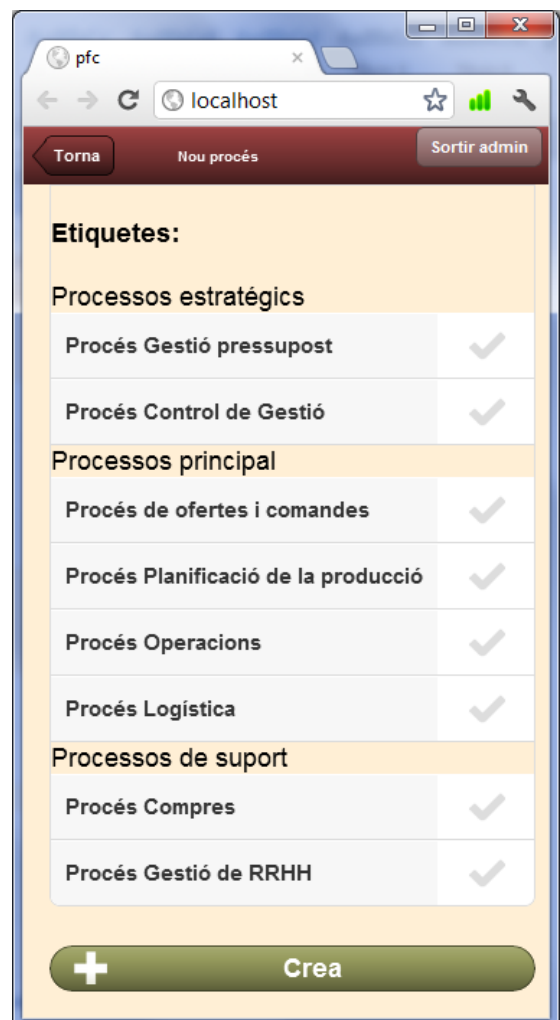 pfc
localhost
Torna
Nou procés
Sortir admin
Etiquetes:
Processos estratégics
Procés Gestió pressupost
Procés Control de Gestió
Processos principal
Procés de ofertes i comandes
Procés Planificació de la producció
Procés Operacions
Procés Logística
Processos de suport
Procés Compres
Procés Gestió de RRHH
Crea